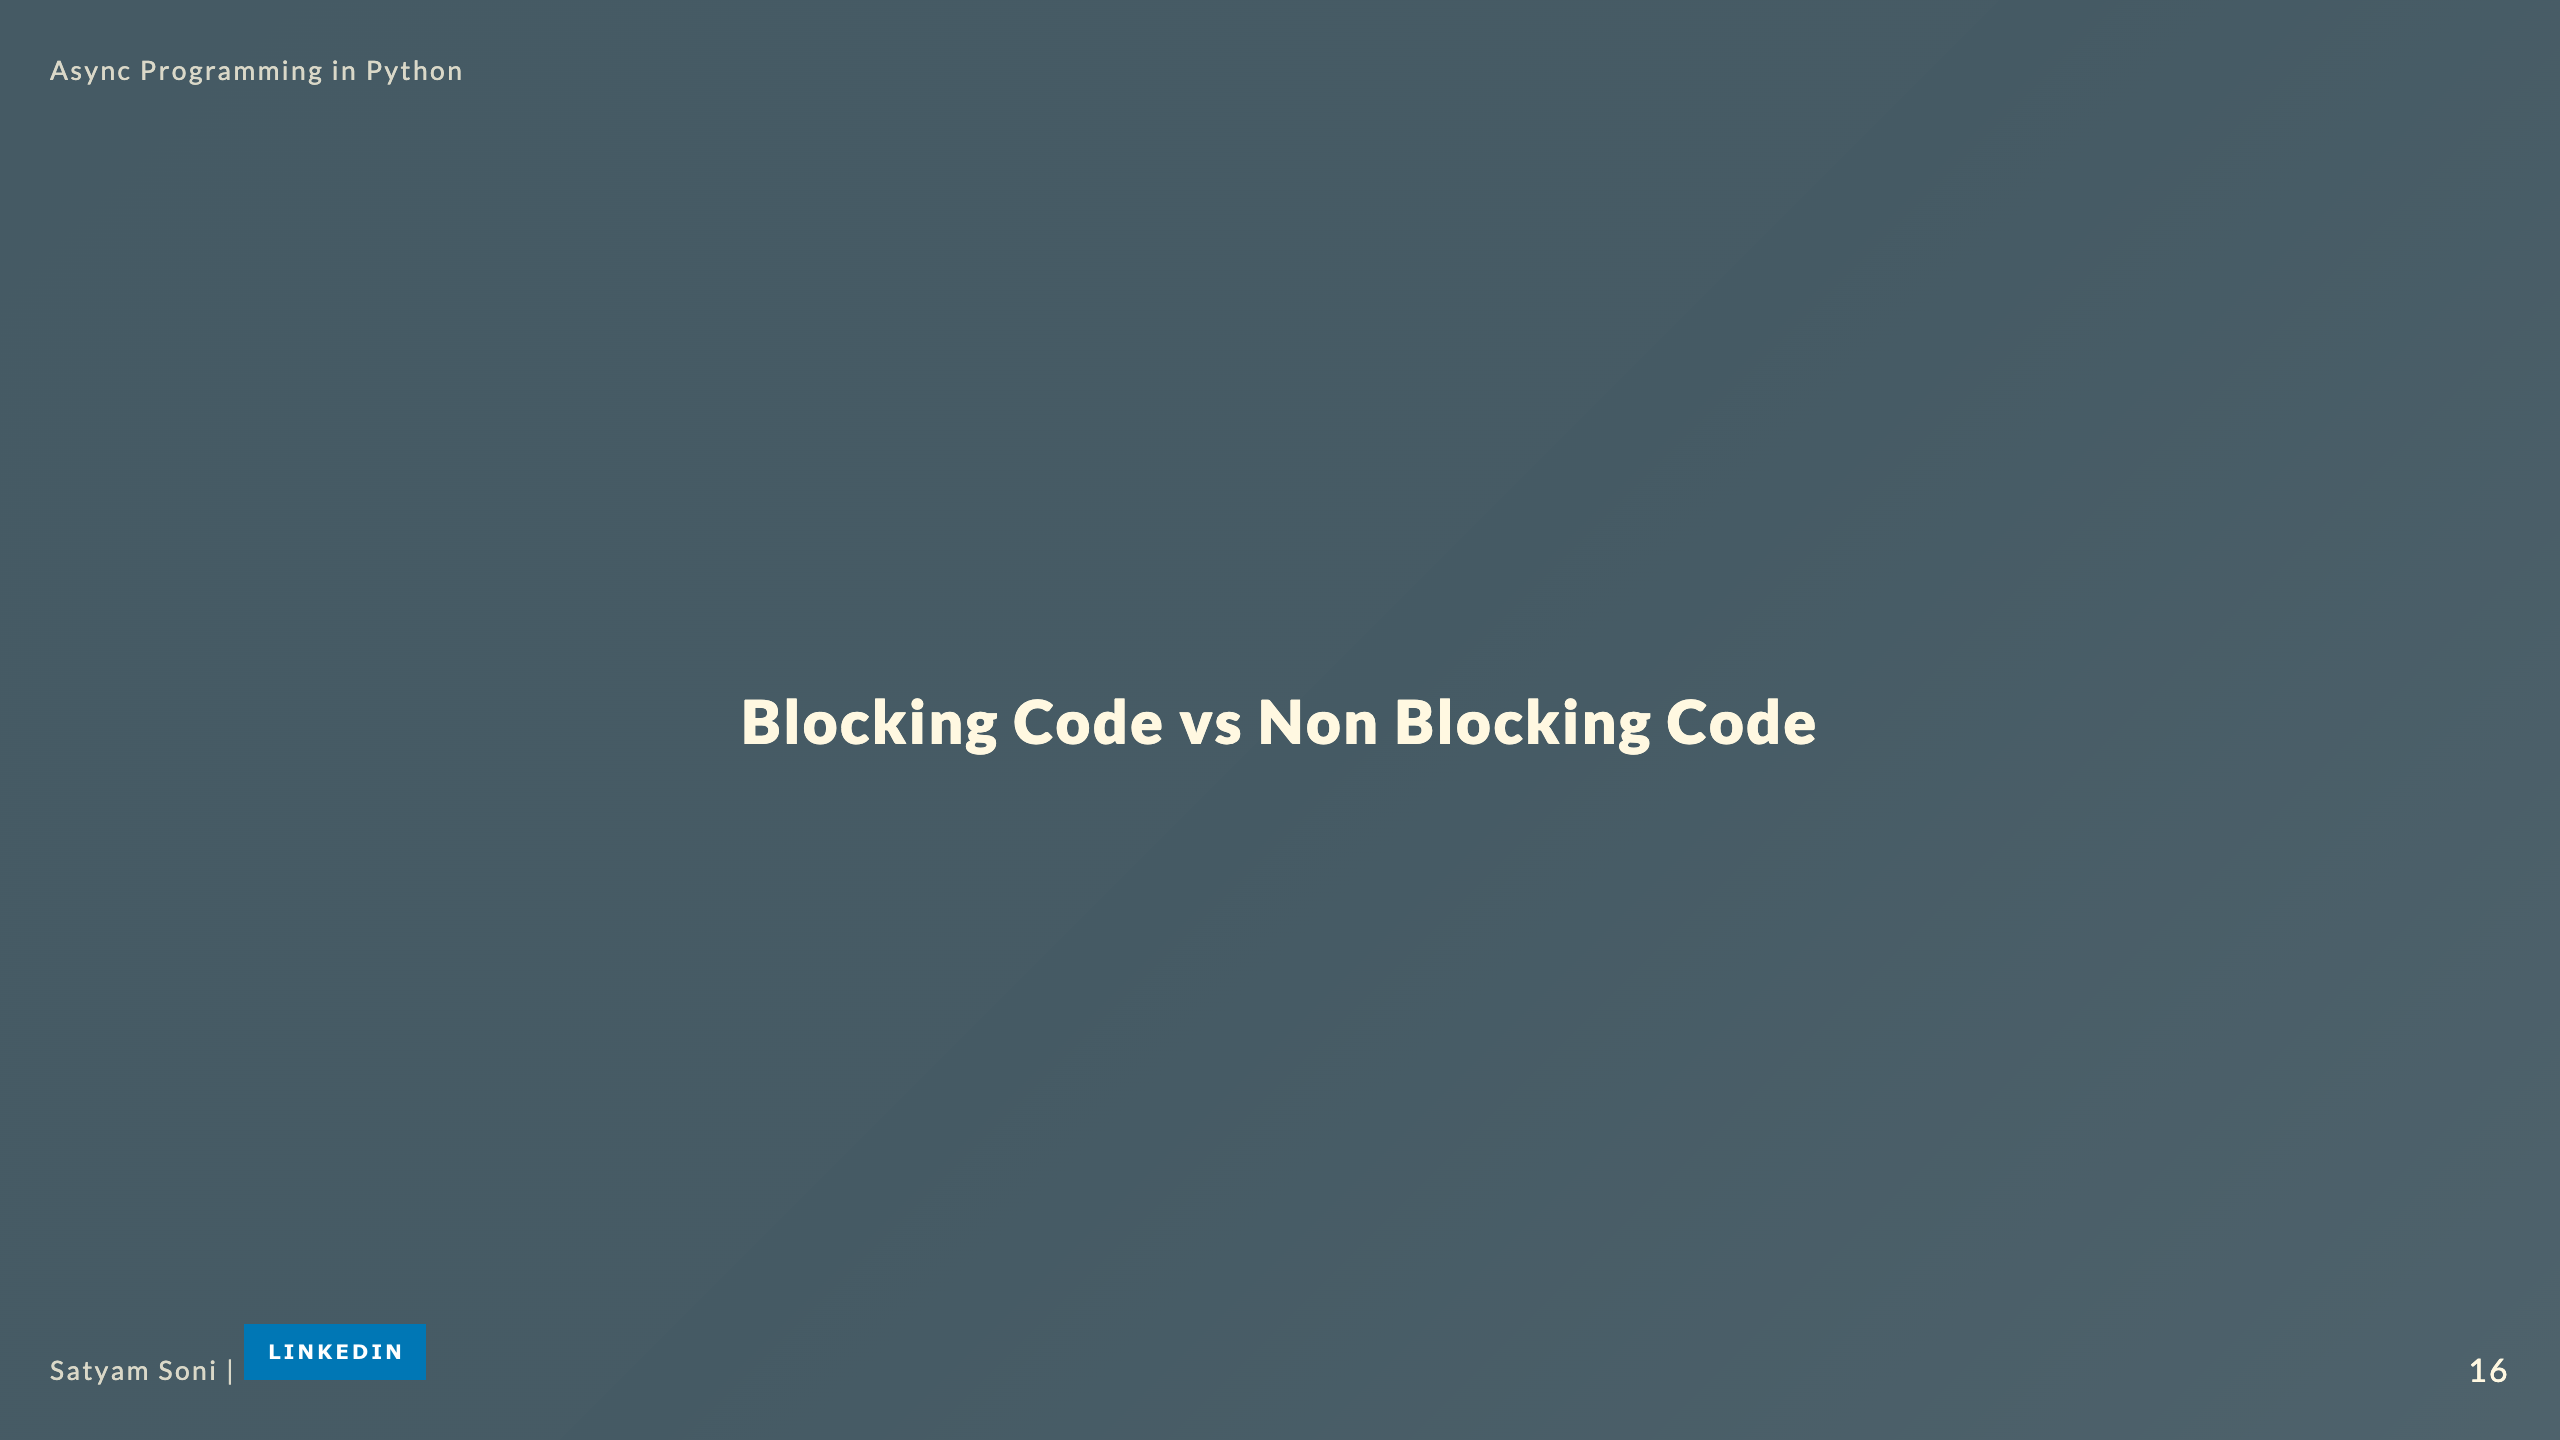 Async Programming in Python
Blocking Code vs Non Blocking Code
Satyam Soni | LINKEDIN
16